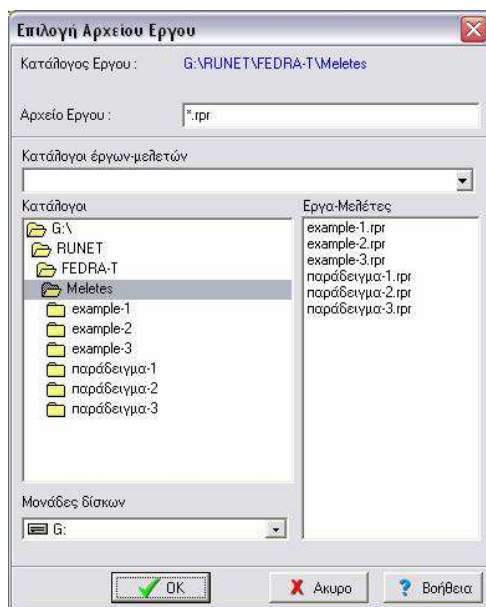 Επιλογή Αρχείου Εργου
Κατάλογος Εργου : G:\RUNET\FEDRA-T\Meletes
Αρχείο Εργου : *.rpr
Κατάλογοι έργων-μελετών
Κατάλογοι
G:\
RUNET
FEDRA-T
Meletes
example-1
example-2
example-3
παράδειγμα-1
παράδειγμα-2
παράδειγμα-3
Εργα-Μελέτες
example-1.rpr
example-2.rpr
example-3.rpr
παράδειγμα-1.rpr
παράδειγμα-2.rpr
παράδειγμα-3.rpr
Μονάδες δίσκων
G:
OK Ακυρο Βοήθεια